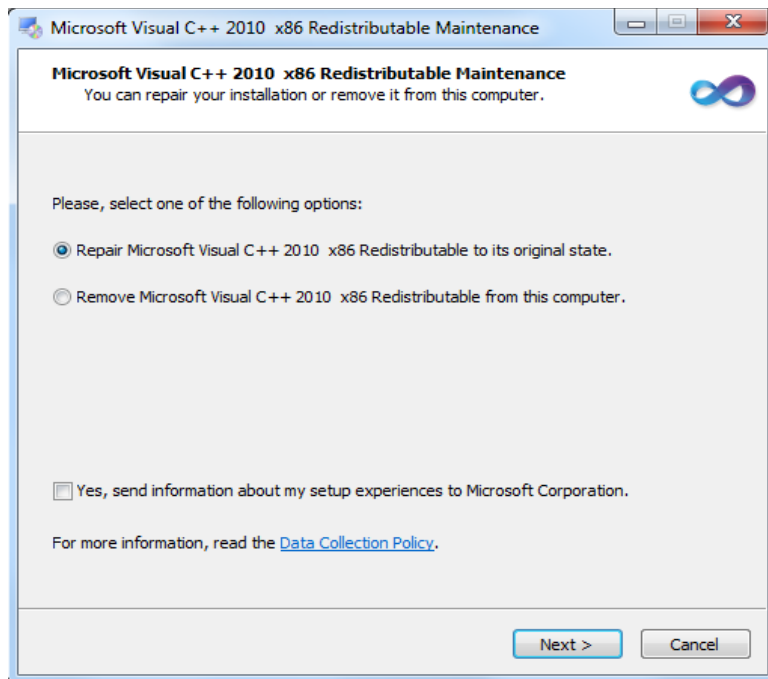 Microsoft Visual C++ 2010  x86 Redistributable Maintenance
Microsoft Visual C++ 2010  x86 Redistributable Maintenance
You can repair your installation or remove it from this computer.
Please, select one of the following options:
Repair Microsoft Visual C++ 2010  x86 Redistributable to its original state.
Remove Microsoft Visual C++ 2010  x86 Redistributable from this computer.
Yes, send information about my setup experiences to Microsoft Corporation.
For more information, read the Data Collection Policy.
Next > Cancel